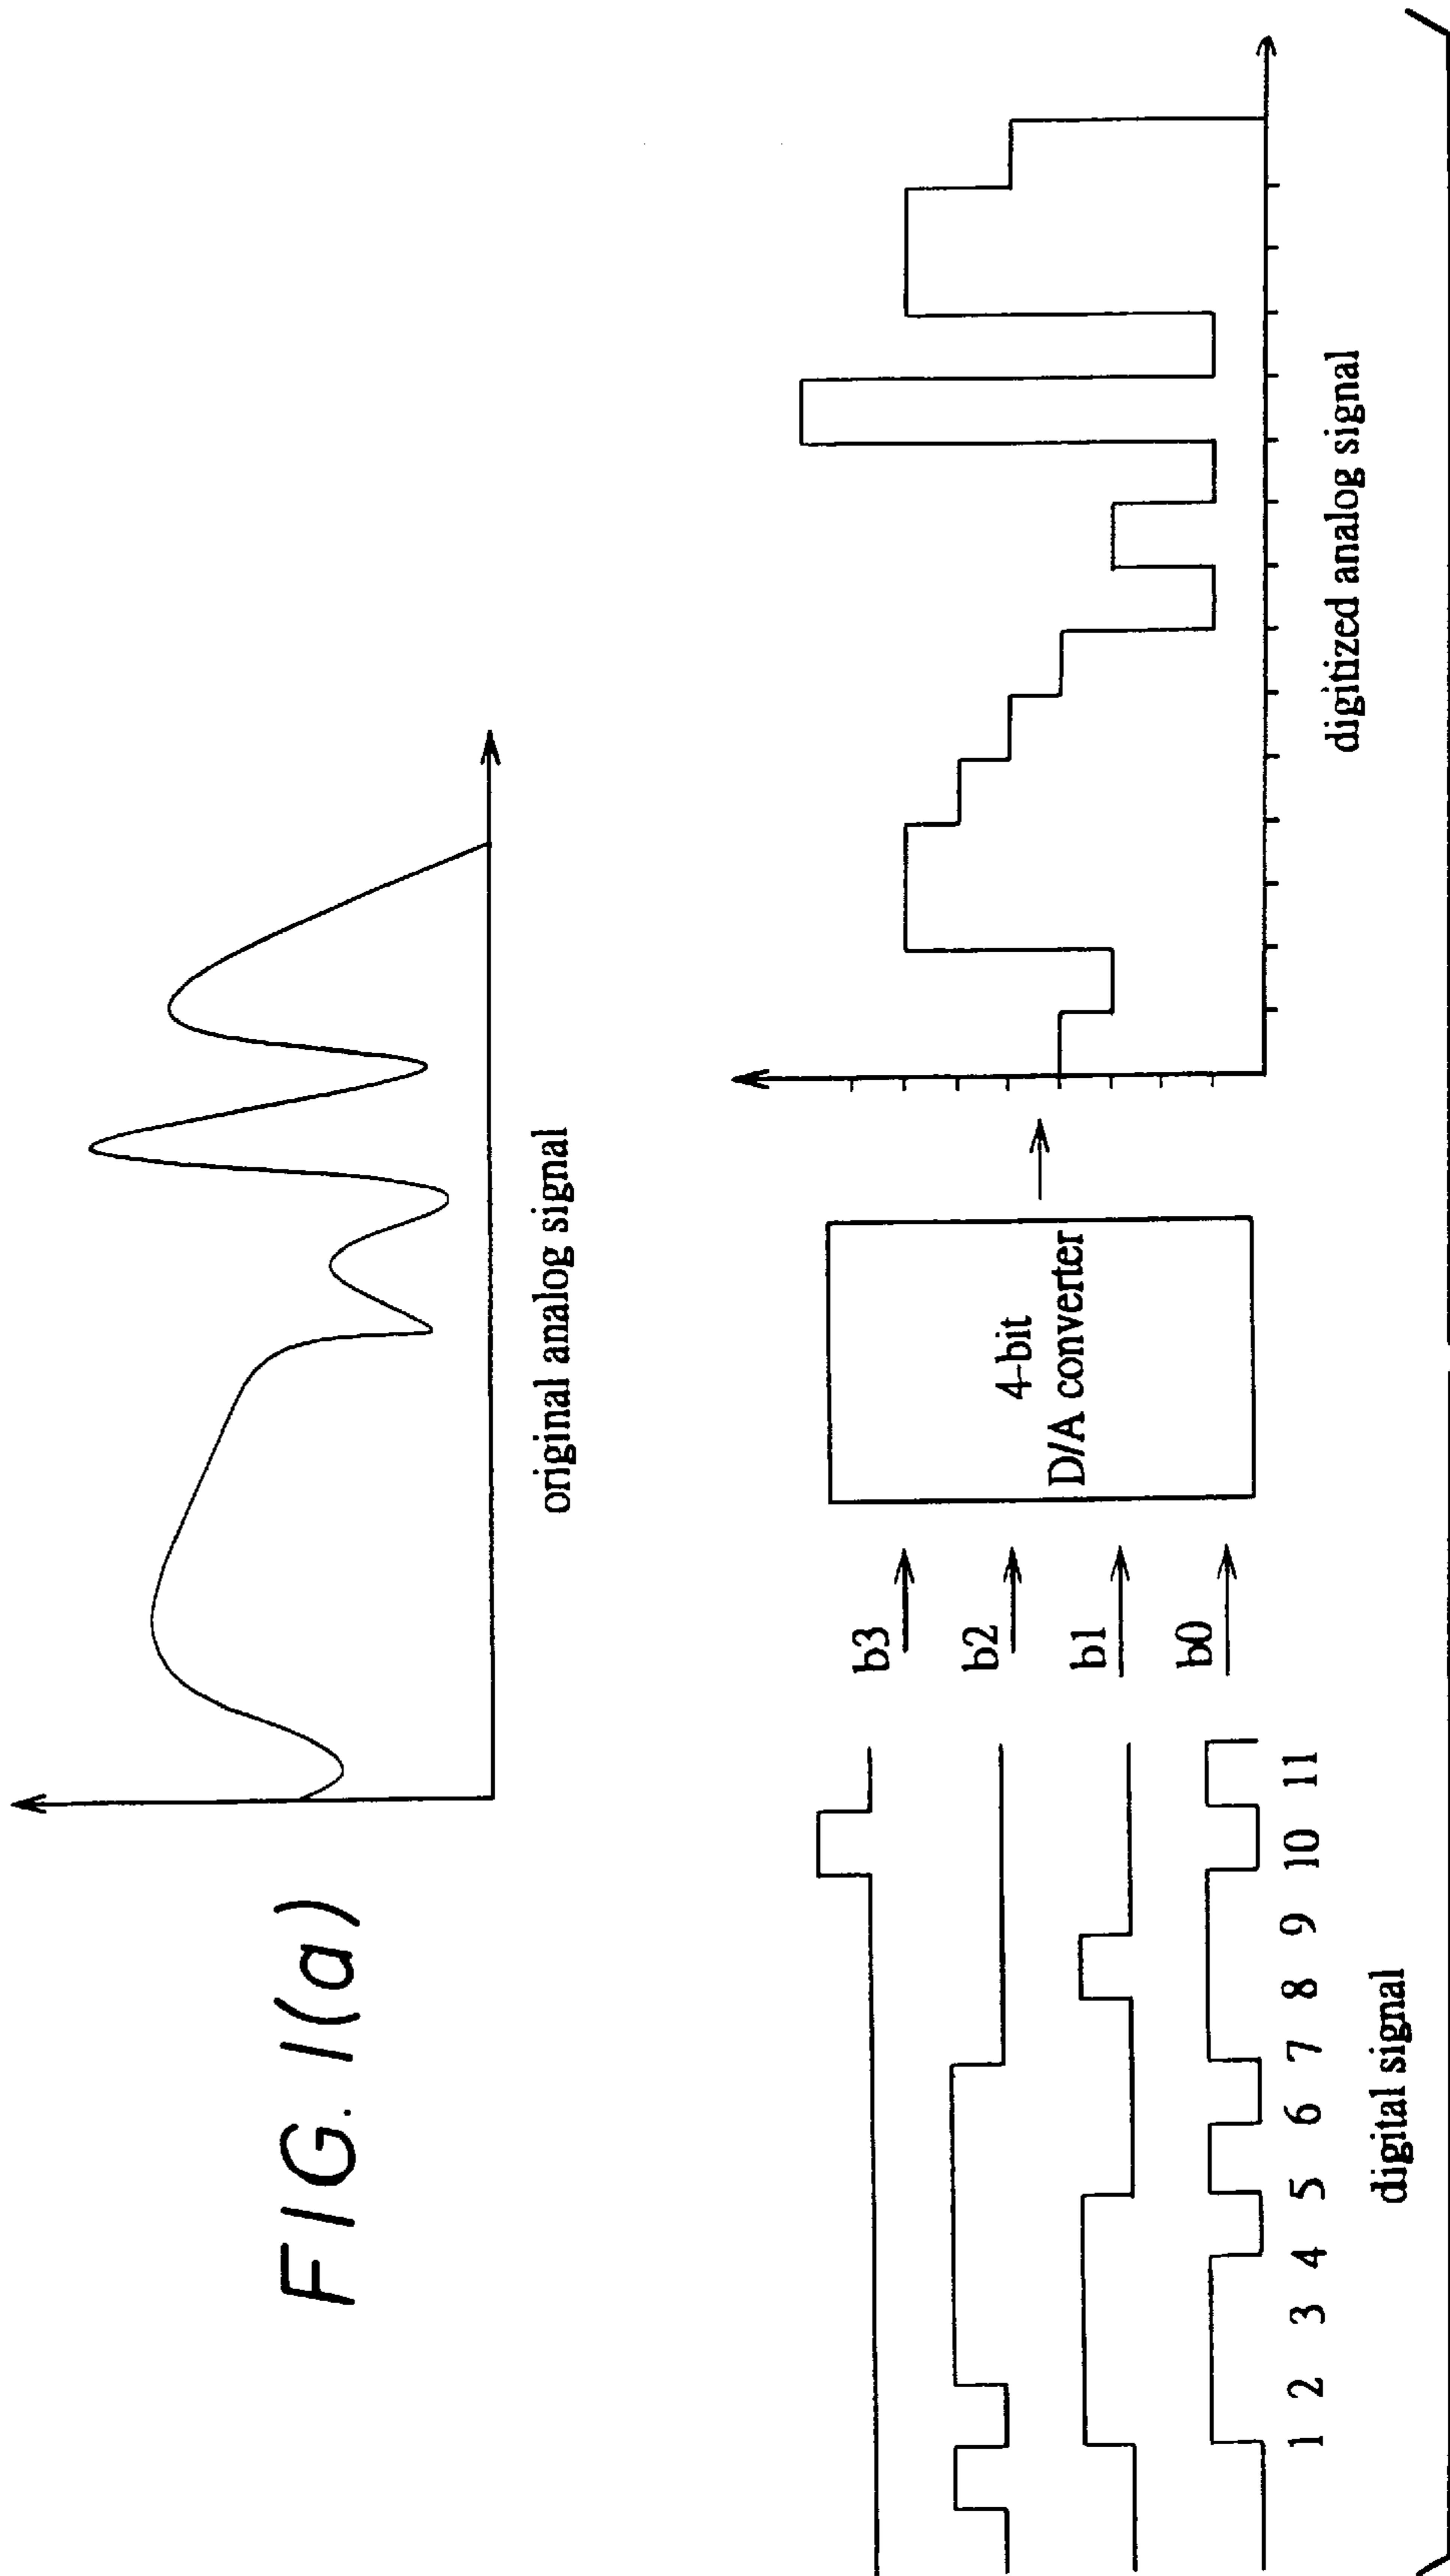 FIG. 1(a)
original analog signal
b3
b2
b1
b0
4-bit
D/A converter
1 2 3 4 5 6 7 8 9 10 11
digital signal
digitized analog signal